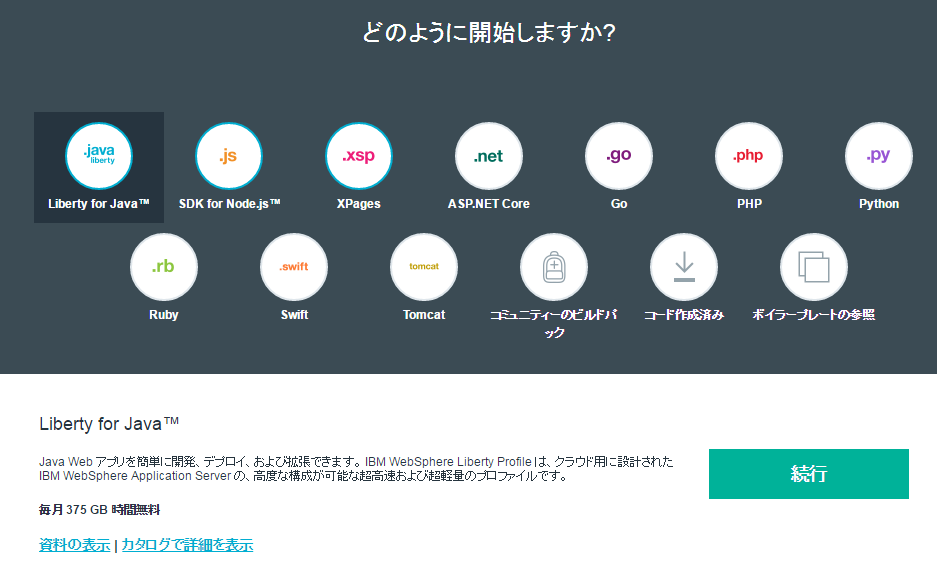 どのように開始しますか?
.java
liberty
.js
.xsp
.net
.go
.php
.py
Liberty for Java™
SDK for Node.js™
XPages
ASP.NET Core
Go
PHP
Python
.rb
.swift
tomcat
Ruby
Swift
Tomcat
コミュニティーのビルドパ
ック
コード作成済み
ボイラープレートの参照
Liberty for Java™
Java Web アプリを簡単に開発、デプロイ、および拡張できます。IBM WebSphere Liberty Profile は、クラウド用に設計された
IBM WebSphere Application Server の、高度な構成が可能な超高速および超軽量のプロファイルです。
続行
毎月 375 GB 時間無料
資料の表示 | カタログで詳細を表示